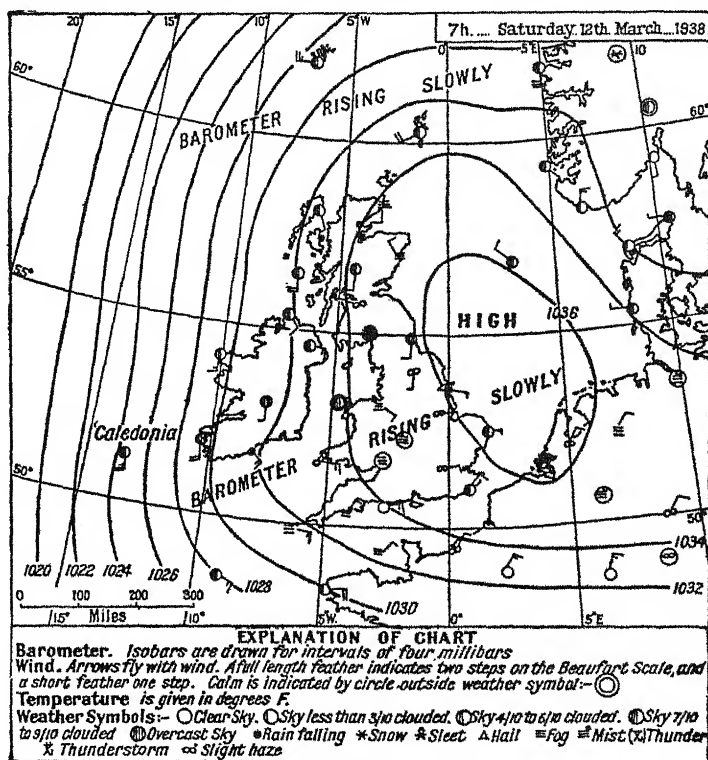 7h.... Saturday 12th March 1938
20° 15° 10° 5°W 0 5°E 10
60° 60°
BAROMETER RISING SLOWLY
55°
HIGH
1036
SLOWLY
RISING
BAROMETER
"Caledonia"
50° 50°
1020 1022 1024 1026 1028 1030 1032 1034
0 100 200 300
Miles
15° 10° 5°W 0° 5°E
EXPLANATION OF CHART
Barometer. Isobars are drawn for intervals of four millibars
Wind. Arrows fly with wind. A full length feather indicates two steps on the Beaufort Scale, and
a short feather one step. Calm is indicated by circle outside weather symbol:-
Temperature is given in degrees F.
Weather Symbols:- Clear Sky. Sky less than 3/10 clouded. Sky 4/10 to 6/10 clouded. Sky 7/10
to 9/10 clouded Overcast Sky Rain falling Snow Sleet Hail Fog Mist (X) Thunder
Thunderstorm Slight haze